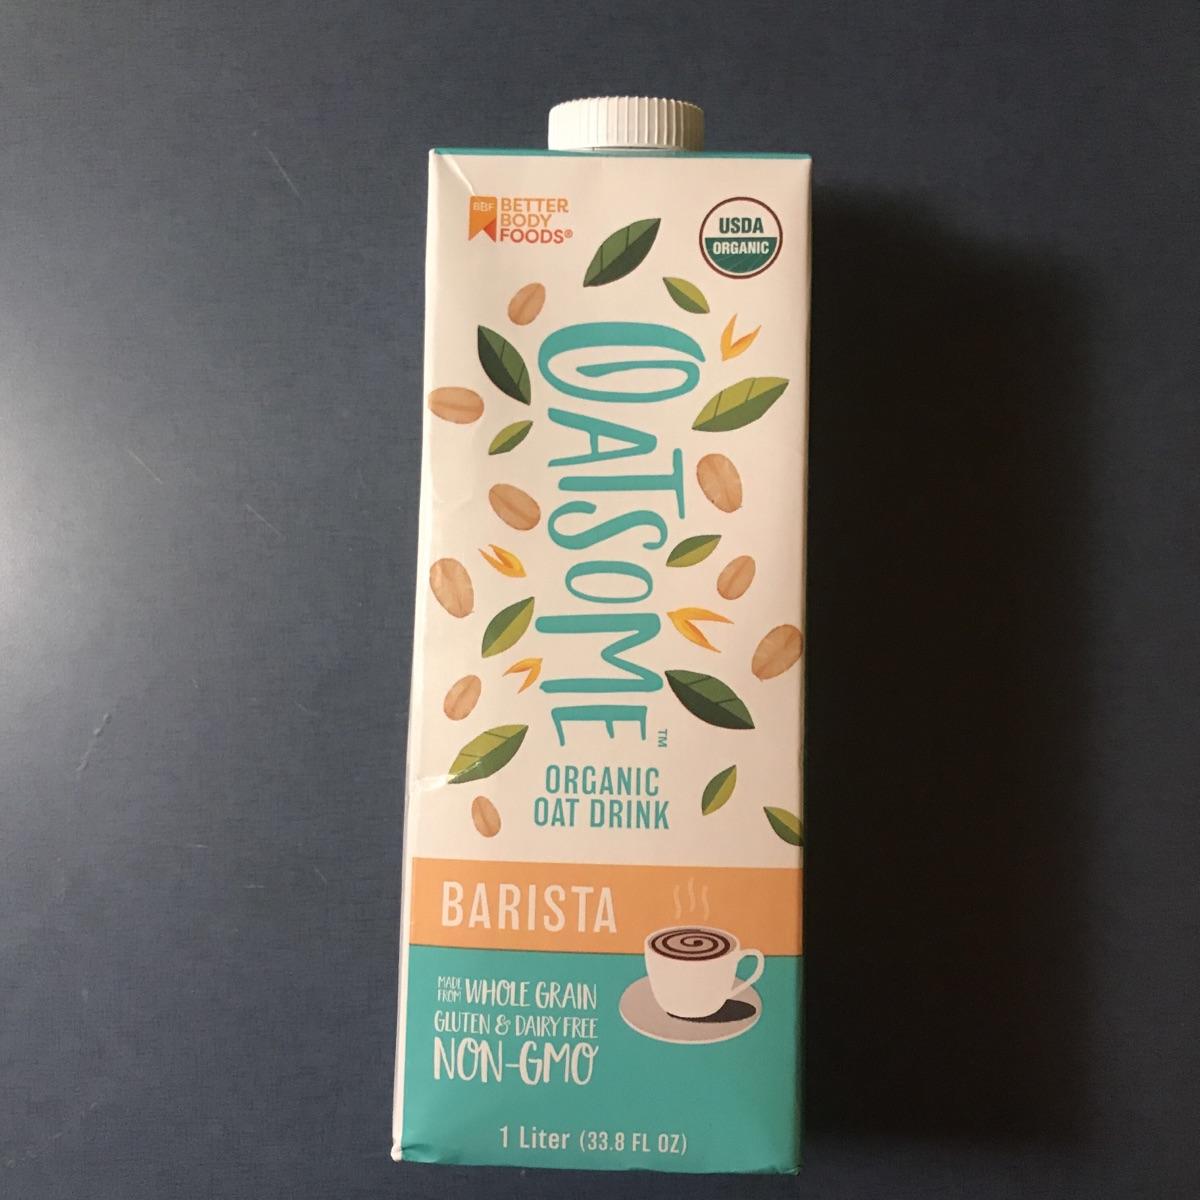 BBF
BETTER
BODY
FOODS®
USDA
ORGANIC
OATSOME™
ORGANIC
OAT DRINK
BARISTA
MADE FROM WHOLE GRAIN
GLUTEN & DAIRY FREE
NON-GMO
1 Liter (33.8 FL OZ)